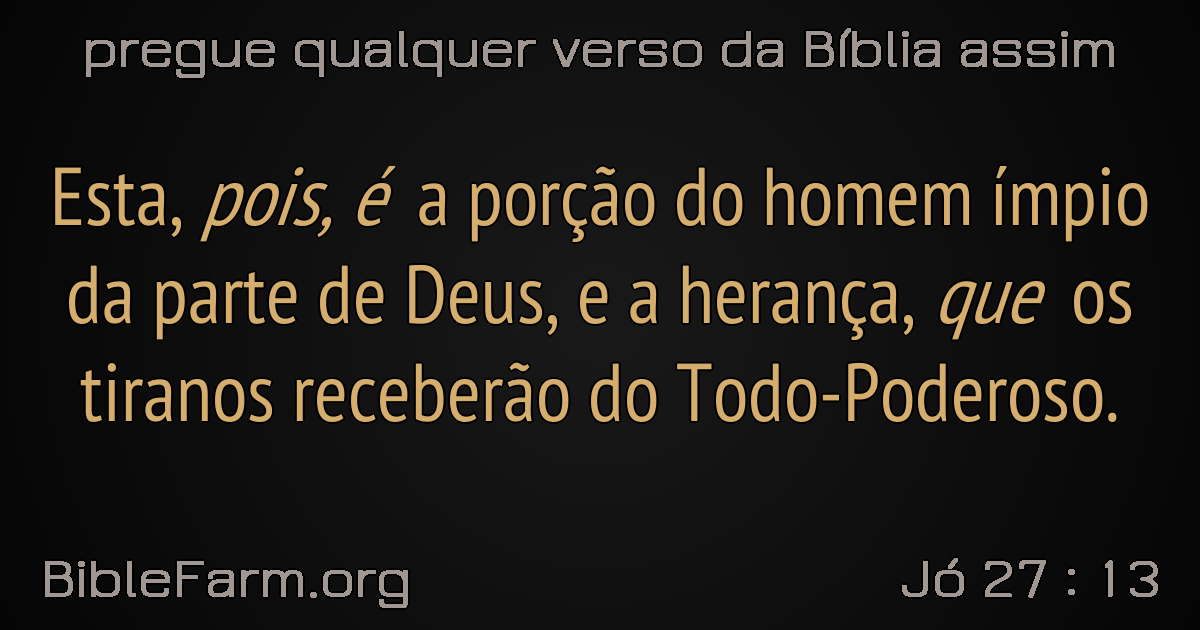 pregue qualquer verso da Bíblia assim
Esta, pois, é a porção do homem ímpio
da parte de Deus, e a herança, que os
tiranos receberão do Todo-Poderoso.
BibleFarm.org
Jó 27 : 13